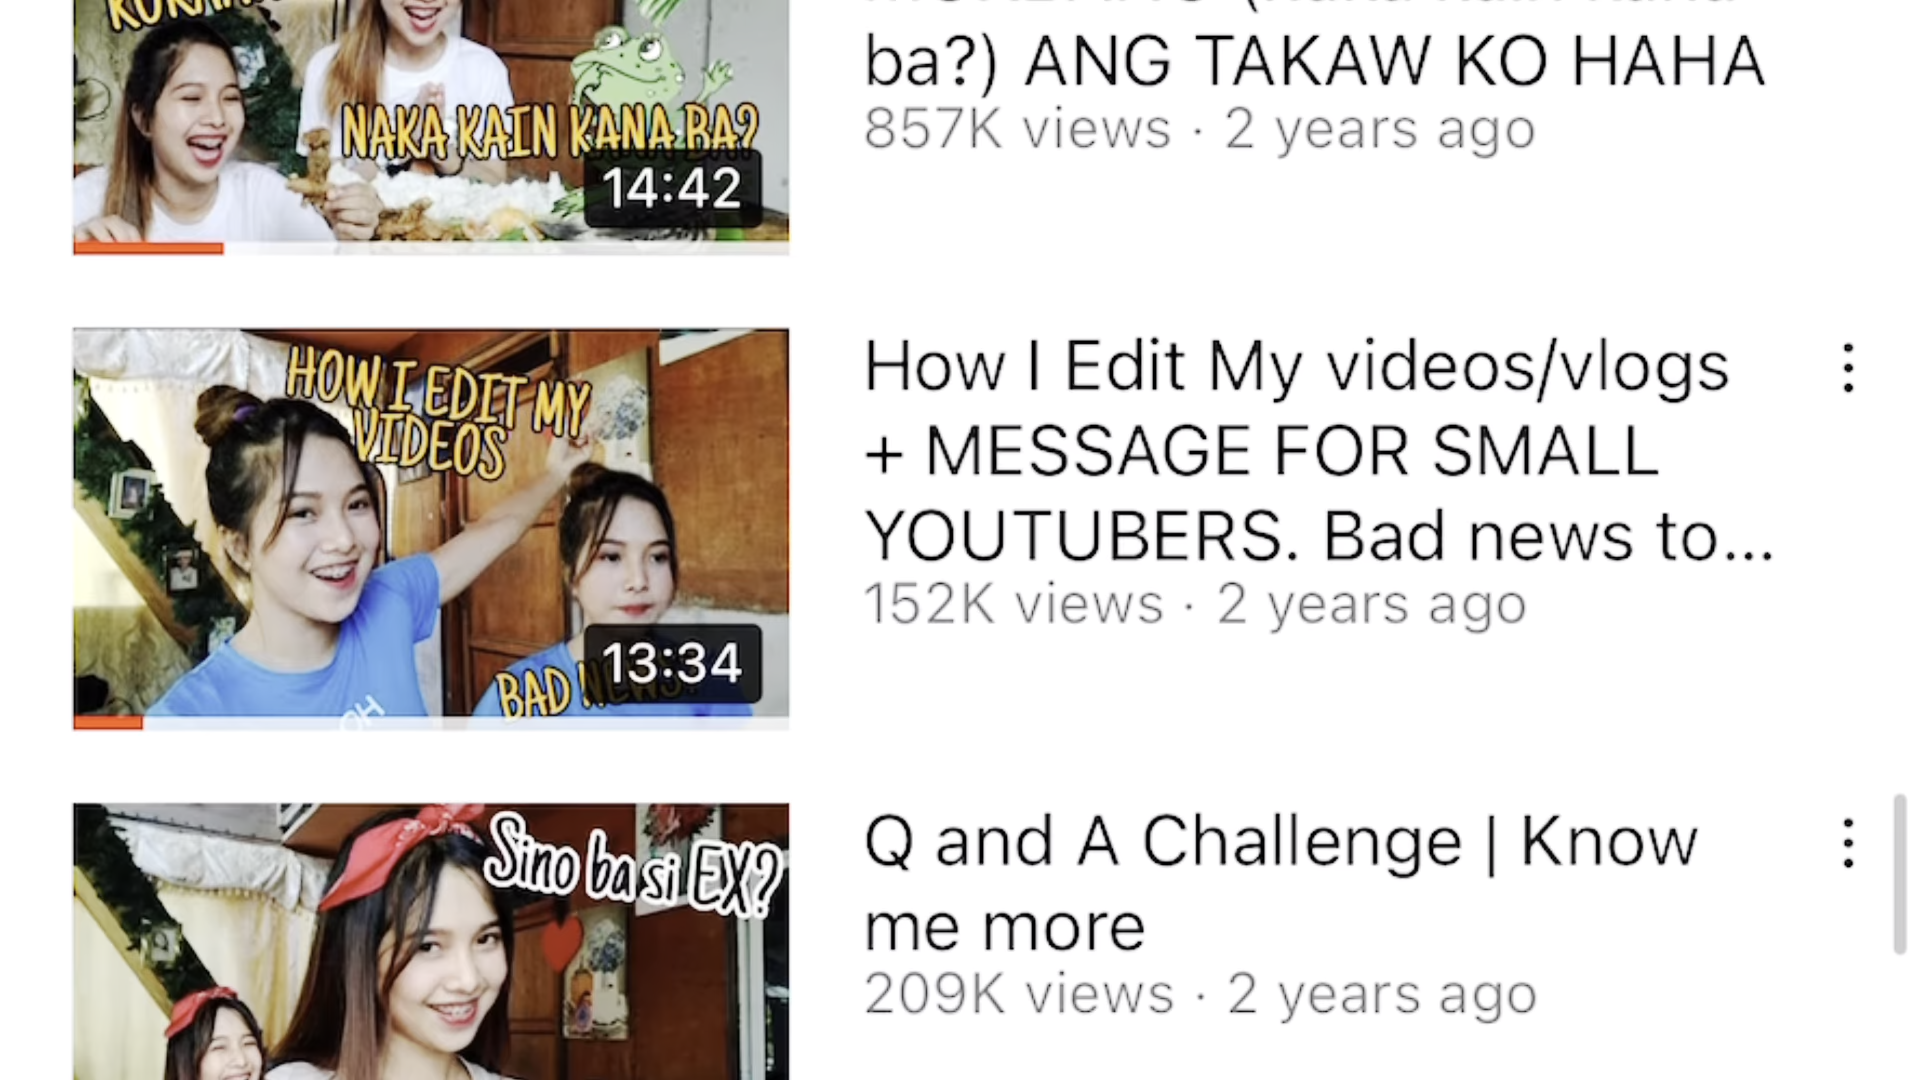 NAKA KAIN KANA BA?
14:42
ba?) ANG TAKAW KO HAHA
857K views · 2 years ago
HOW I EDIT MY
VIDEOS
BAD NEWS?
OH
13:34
How I Edit My videos/vlogs
+ MESSAGE FOR SMALL
YOUTUBERS. Bad news to...
152K views · 2 years ago
Sino ba si EX?
Q and A Challenge | Know
me more
209K views · 2 years ago